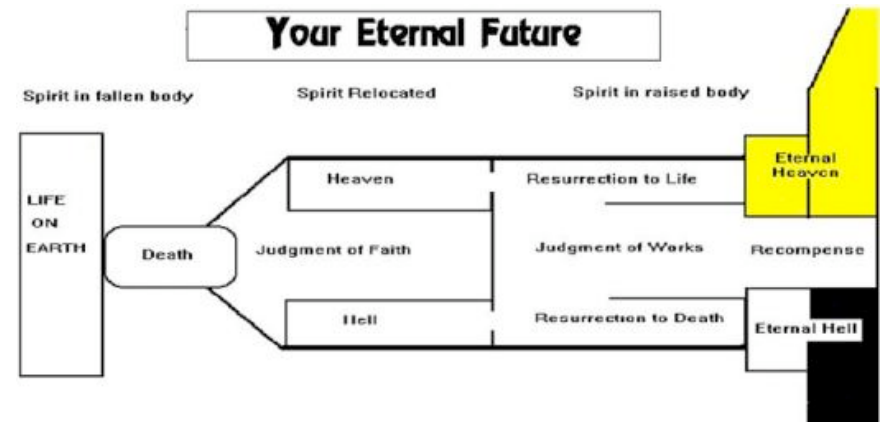 Your Eternal Future
Spirit in fallen body
Spirit Relocated
Spirit in raised body
LIFE
ON
EARTH
Death
Heaven
Judgment of Faith
Hell
Resurrection to Life
Judgment of Works
Resurrection to Death
Eternal
Heaven
Recompense
Eternal Hell